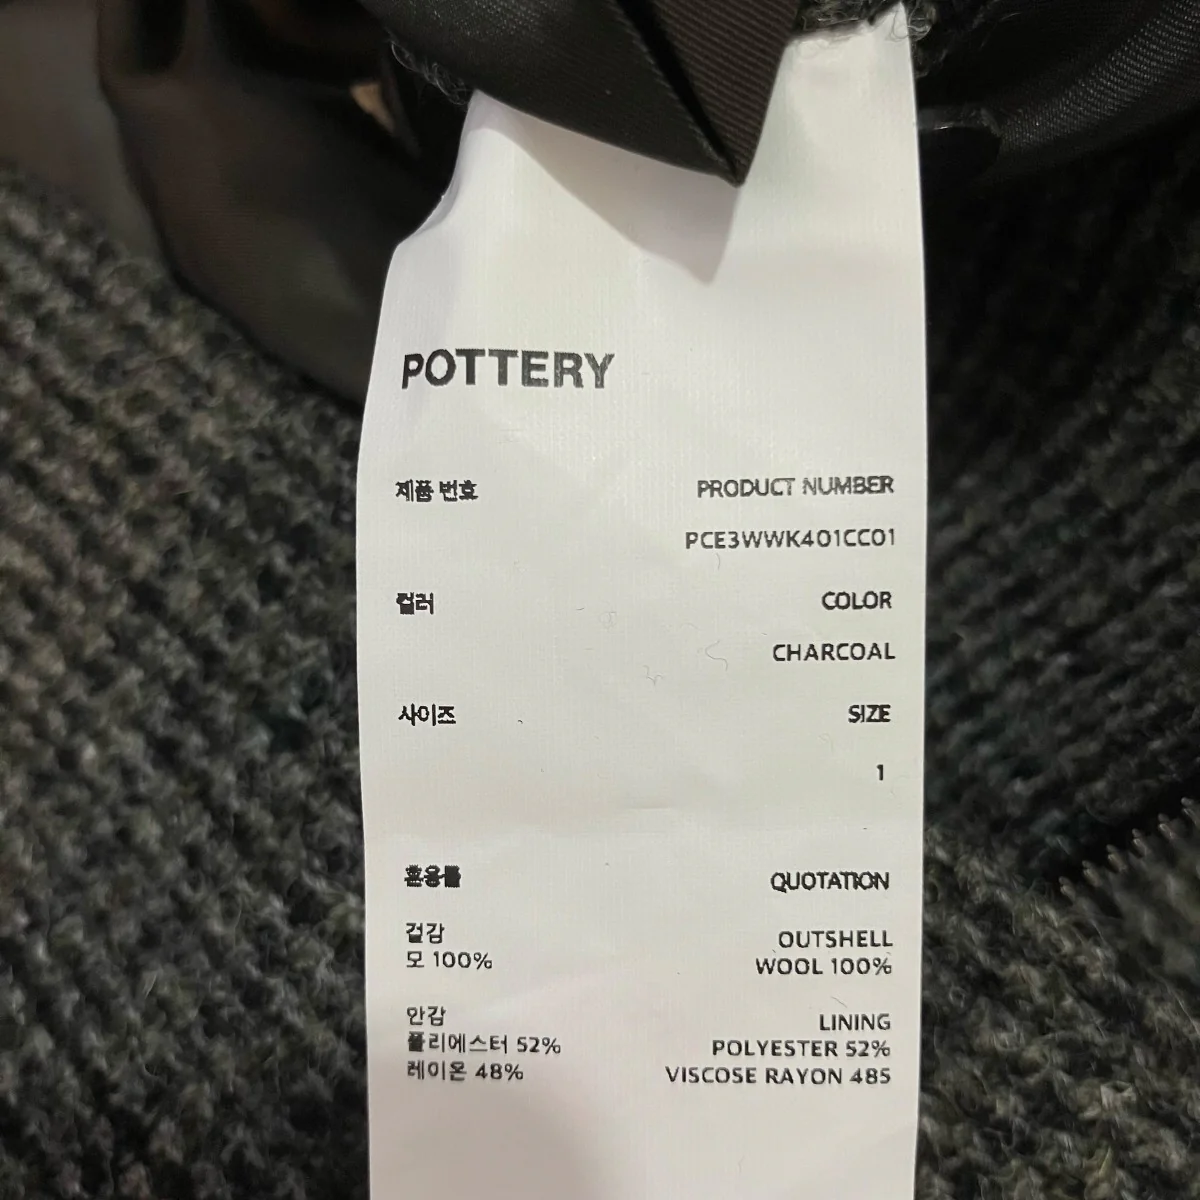 POTTERY
제품 번호 PRODUCT NUMBER
PCE3WWK401CC01
컬러 COLOR
CHARCOAL
사이즈 SIZE
1
혼용률 QUOTATION
겉감 OUTSHELL
모 100% WOOL 100%
안감 LINING
폴리에스터 52% POLYESTER 52%
레이온 48% VISCOSE RAYON 485